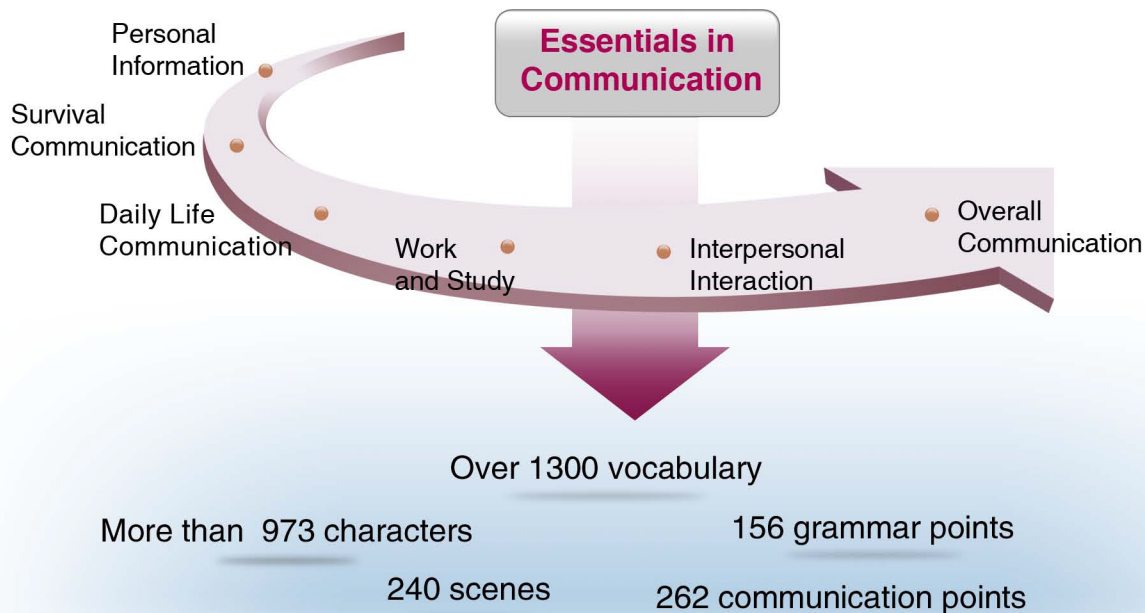 Essentials in
Communication
Personal
Information
Survival
Communication
Daily Life
Communication
Work
and Study
Interpersonal
Interaction
Overall
Communication
Over 1300 vocabulary
More than 973 characters
156 grammar points
240 scenes
262 communication points